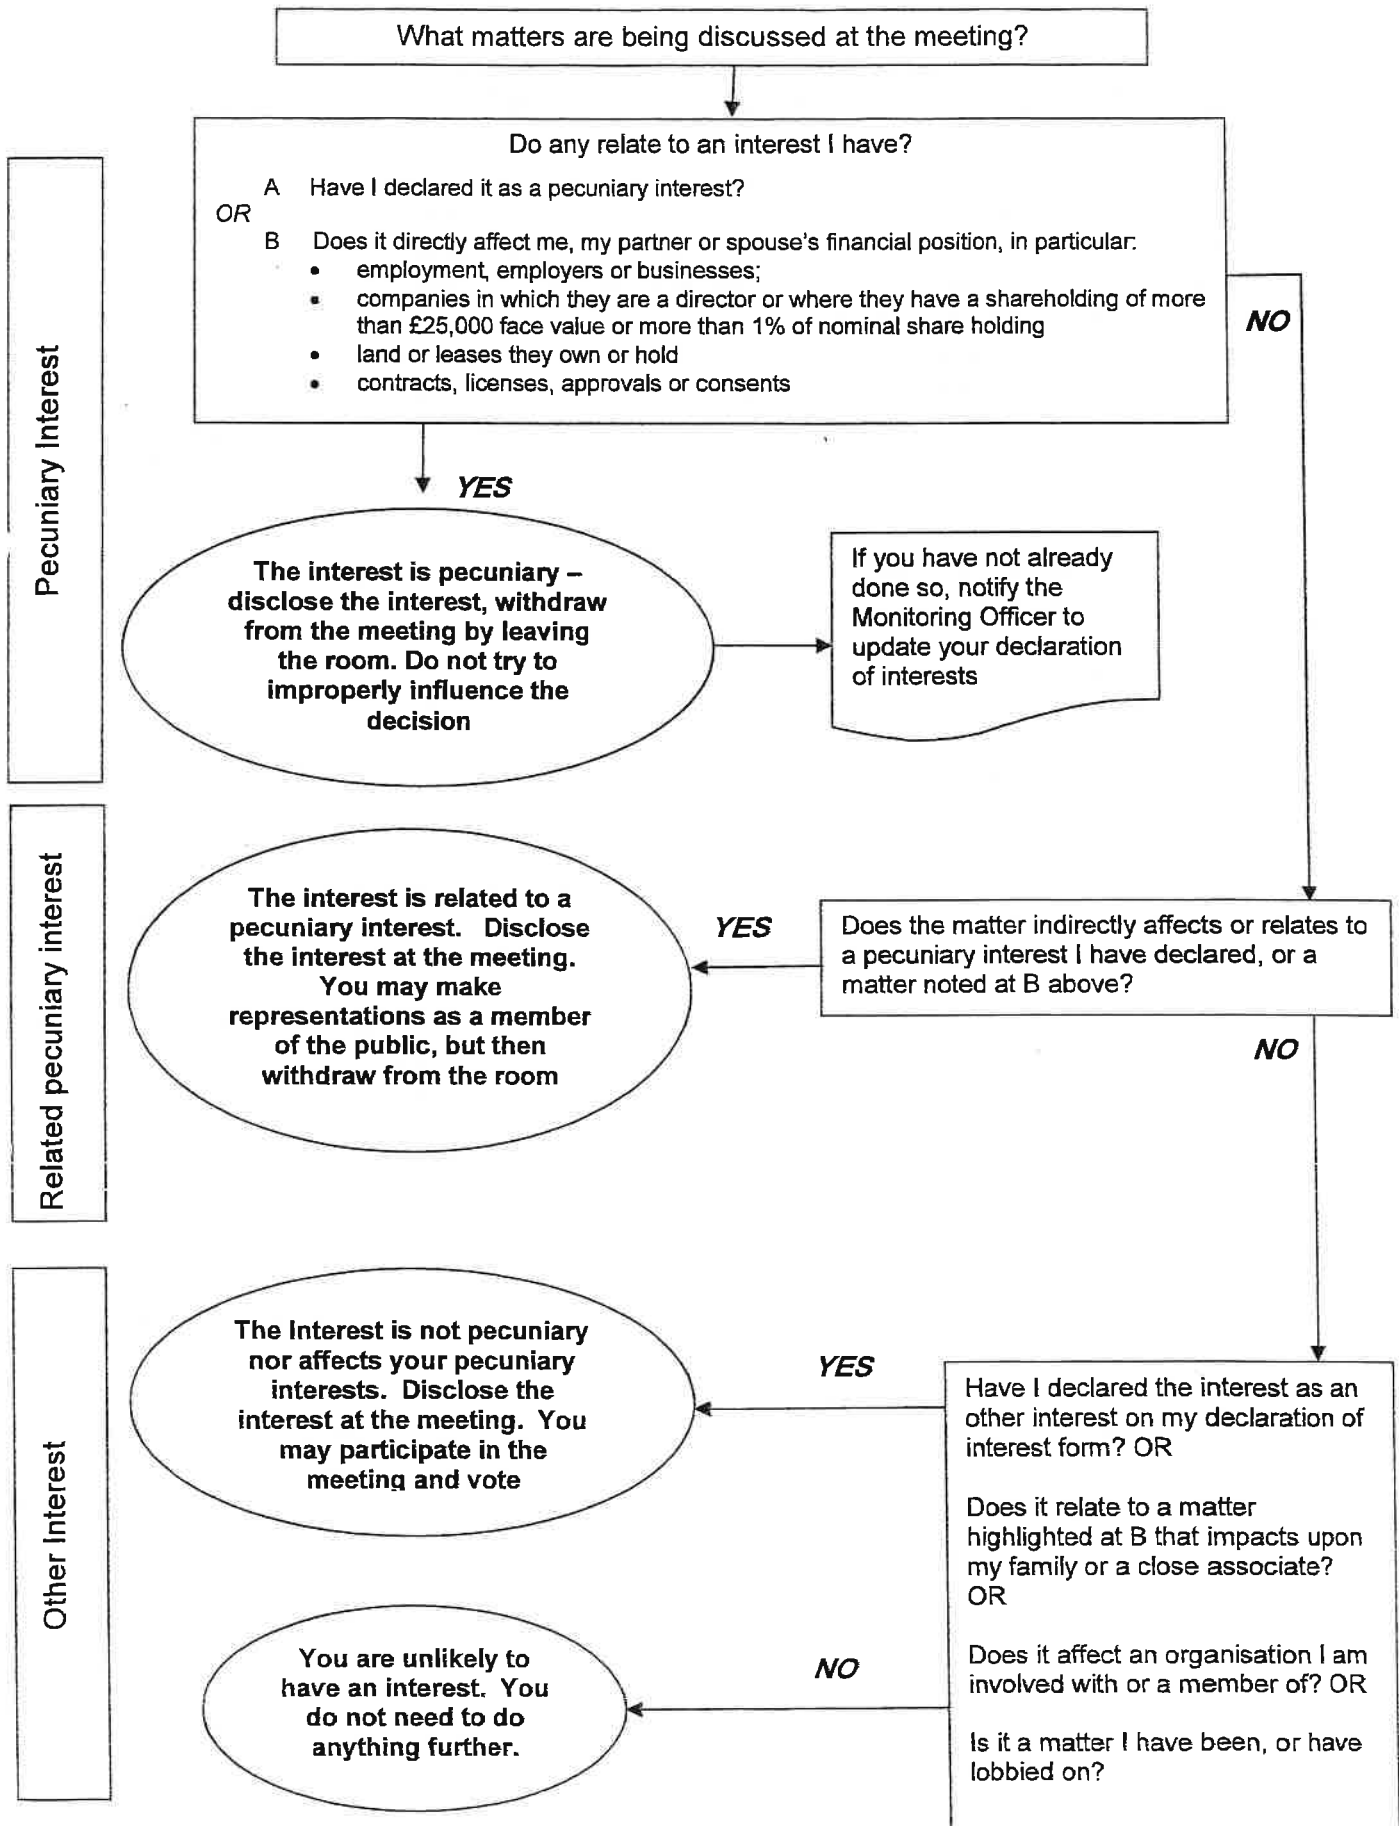 What matters are being discussed at the meeting?
Do any relate to an interest I have?
A Have I declared it as a pecuniary interest?
OR
B Does it directly affect me, my partner or spouse's financial position, in particular:
• employment, employers or businesses;
• companies in which they are a director or where they have a shareholding of more
than £25,000 face value or more than 1% of nominal share holding
• land or leases they own or hold
• contracts, licenses, approvals or consents
NO
Pecuniary Interest
YES
The interest is pecuniary –
disclose the interest, withdraw
from the meeting by leaving
the room. Do not try to
improperly influence the
decision
If you have not already
done so, notify the
Monitoring Officer to
update your declaration
of interests
Related pecuniary interest
The interest is related to a
pecuniary interest. Disclose
the interest at the meeting.
You may make
representations as a member
of the public, but then
withdraw from the room
YES
Does the matter indirectly affects or relates to
a pecuniary interest I have declared, or a
matter noted at B above?
NO
Other Interest
The Interest is not pecuniary
nor affects your pecuniary
interests. Disclose the
interest at the meeting. You
may participate in the
meeting and vote
YES
Have I declared the interest as an
other interest on my declaration of
interest form? OR
Does it relate to a matter
highlighted at B that impacts upon
my family or a close associate?
OR
Does it affect an organisation I am
involved with or a member of? OR
Is it a matter I have been, or have
lobbied on?
NO
You are unlikely to
have an interest. You
do not need to do
anything further.